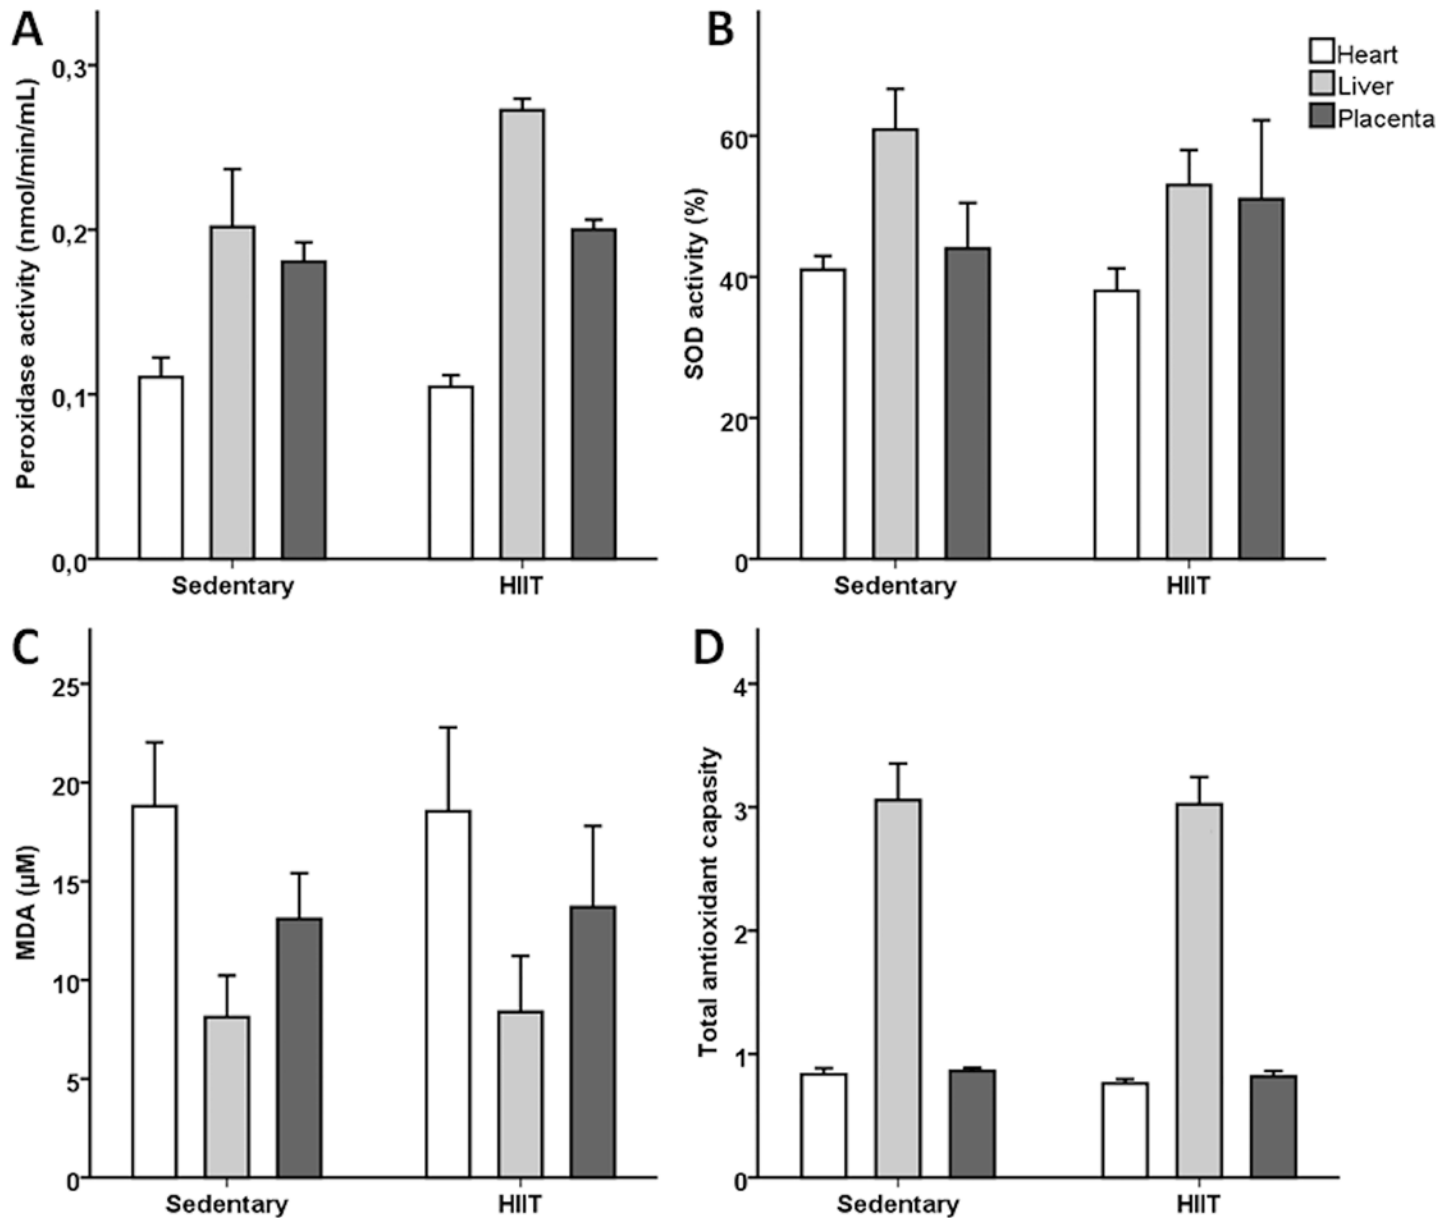 A
Peroxidase activity (nmol/min/mL)
0,3
0,2
0,1
0,0
Sedentary
HIIT
B
SOD activity (%)
60
40
20
0
Sedentary
HIIT
Heart
Liver
Placenta
C
MDA (µM)
25
20
15
10
5
0
Sedentary
HIIT
D
Total antioxidant capasity
4
3
2
1
0
Sedentary
HIIT